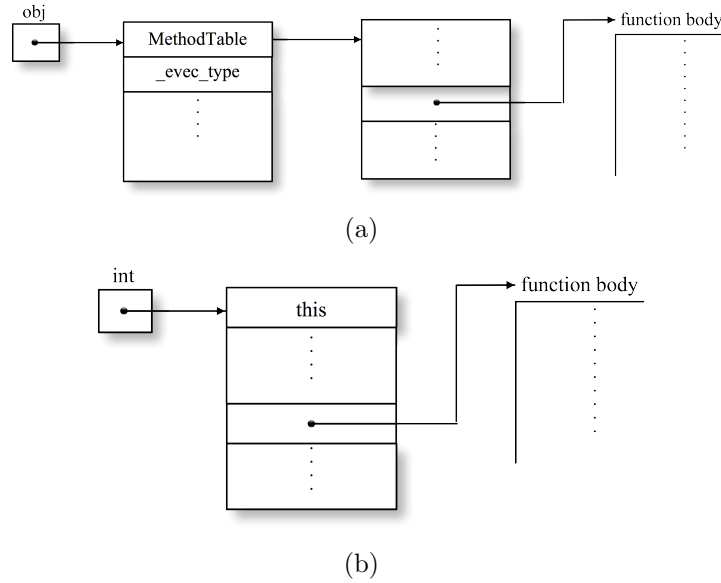 obj
MethodTable
_evec_type
function body
(a)
int
this
function body
(b)